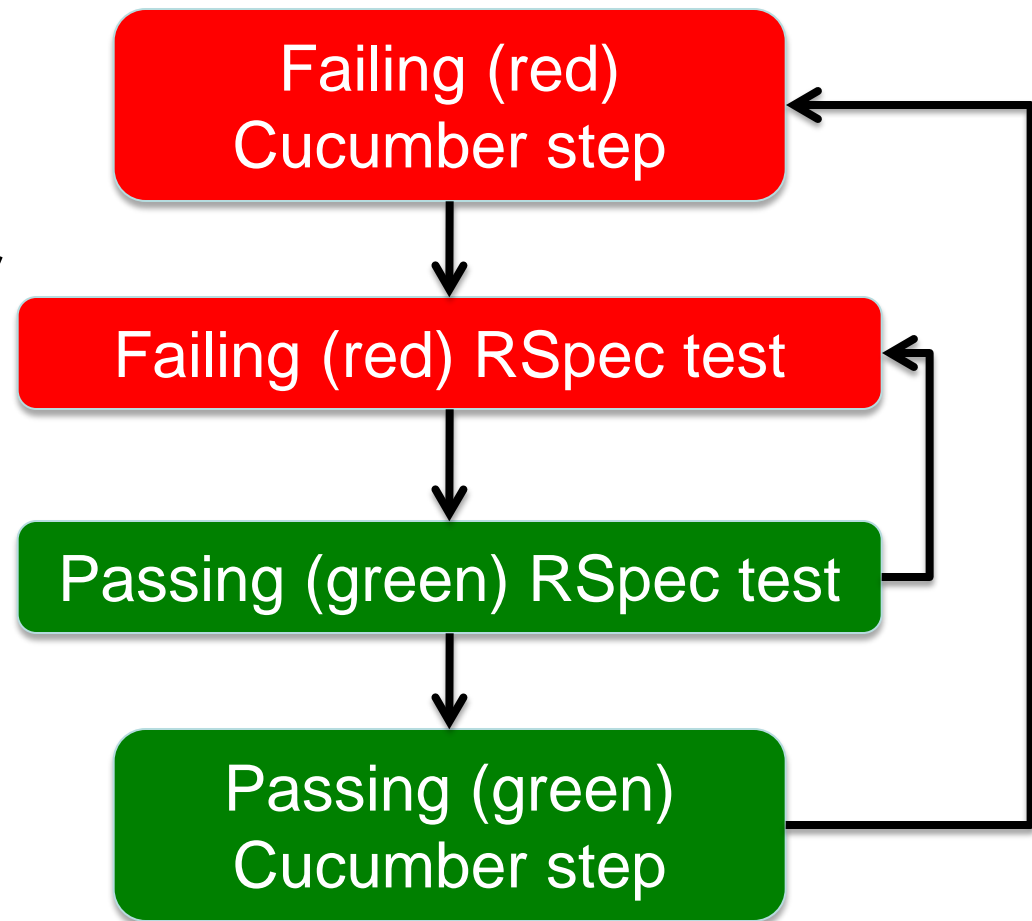 Failing (red)
Cucumber step
Failing (red) RSpec test
Passing (green) RSpec test
Passing (green)
Cucumber step